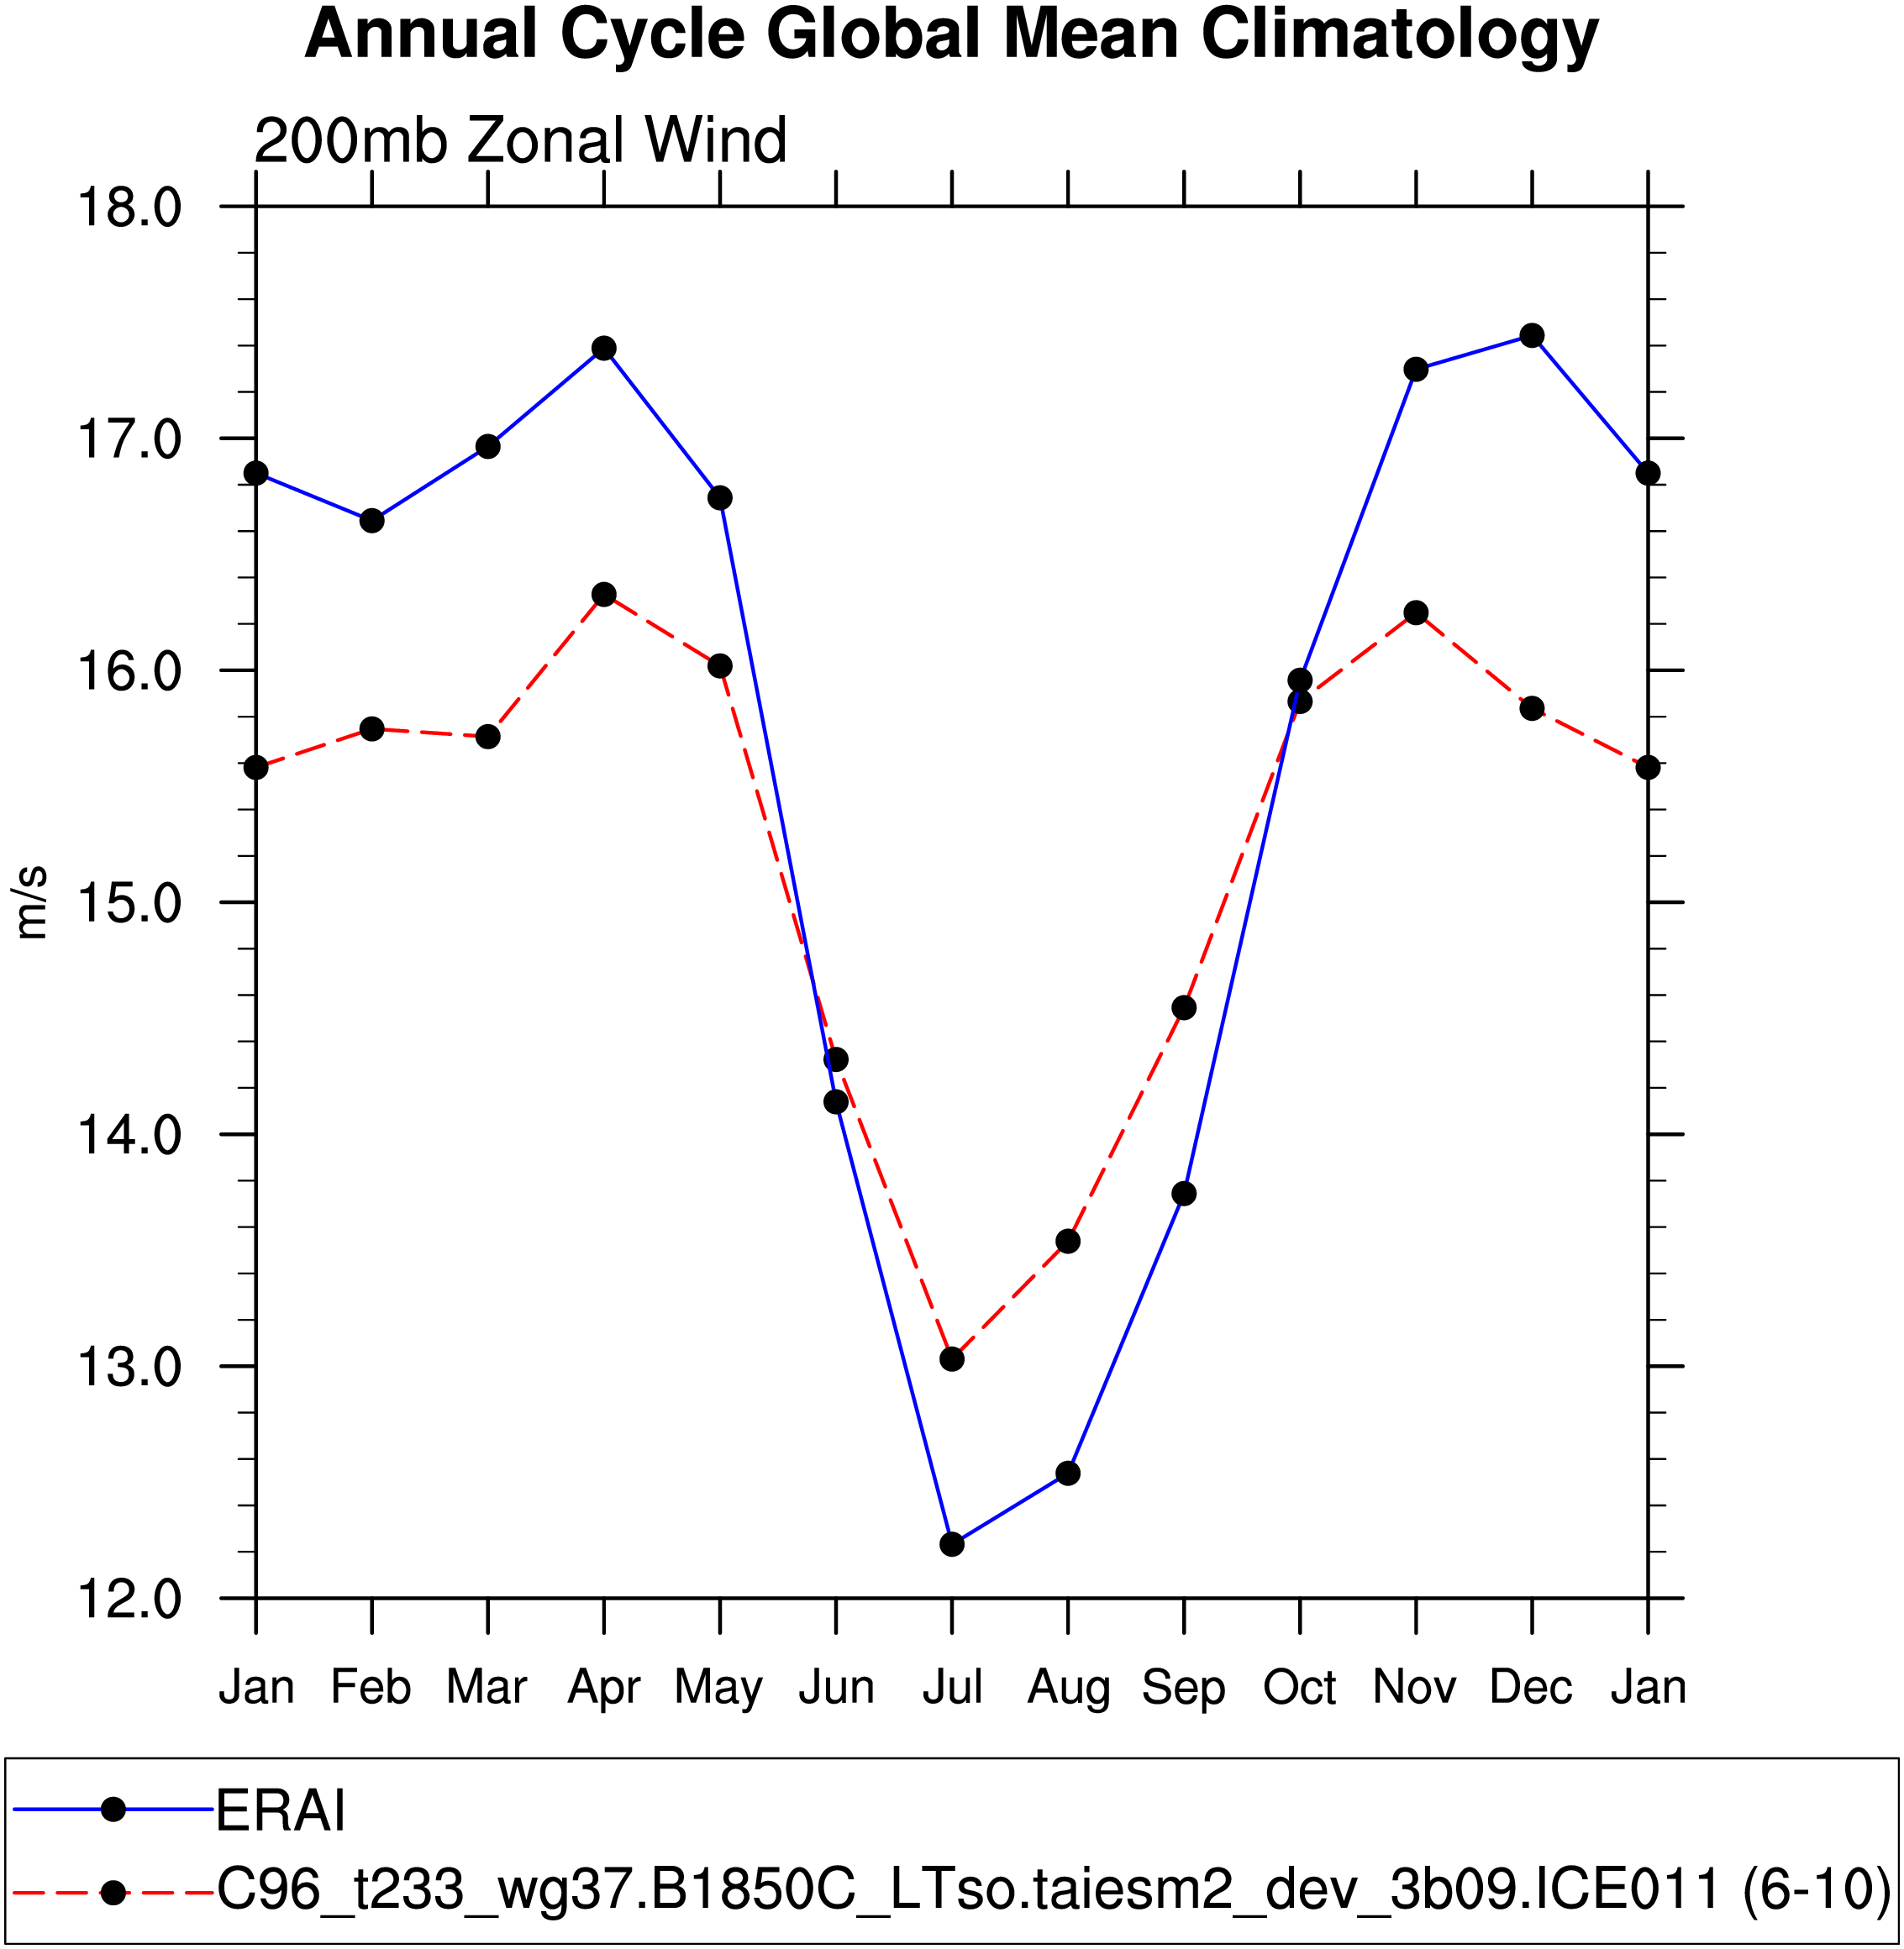 Annual Cycle Global Mean Climatology
200mb Zonal Wind
18.0
17.0
16.0
15.0
14.0
13.0
12.0
m/s
Jan Feb Mar Apr May Jun Jul Aug Sep Oct Nov Dec Jan
ERAI
C96_t233_wg37.B1850C_LTso.taiesm2_dev_3b09.ICE011 (6-10)